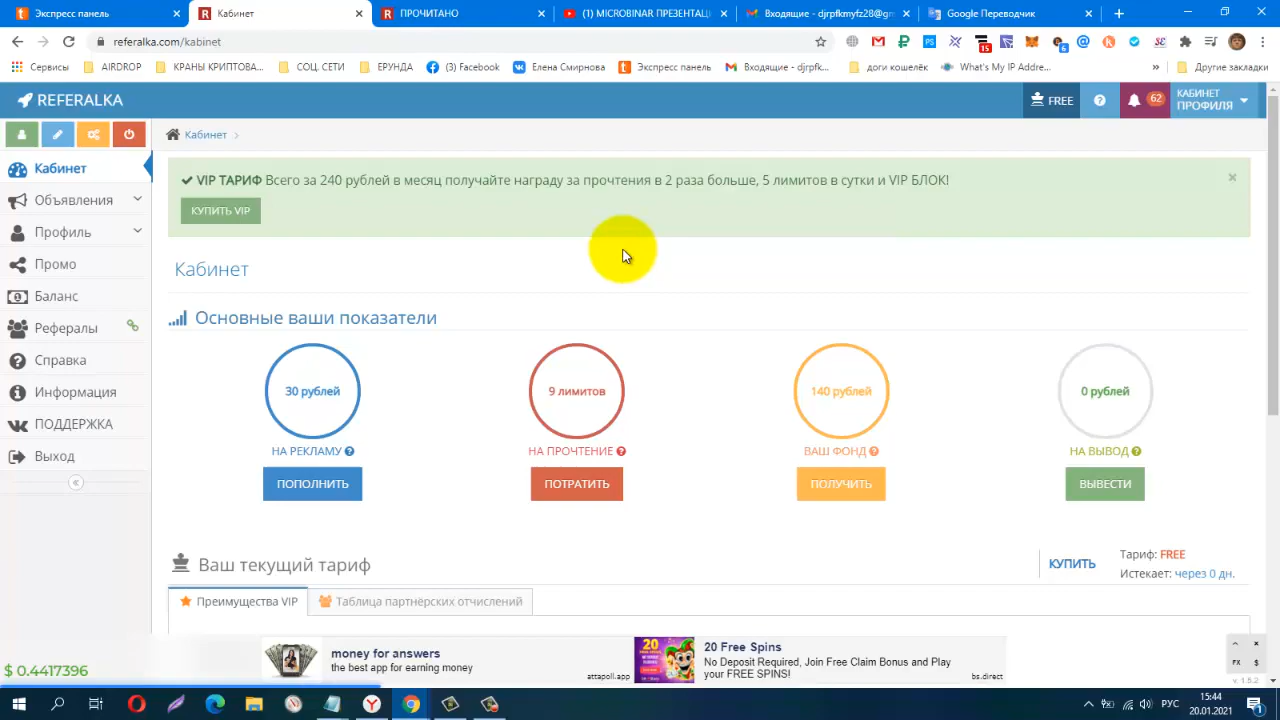 Экспресс панель
Кабинет
ПРОЧИТАНО
(1) MICROBINAR ПРЕЗЕНТАЦ
Входящие - djrpfkmyfz28@gm
Google Переводчик
referalka.com/kabinet
15
6
Сервисы
AIRDROP
КРАНЫ КРИПТОВА...
СОЦ. СЕТИ
ЕРУНДА
(3) Facebook
Елена Смирнова
Экспресс панель
Входящие - djrpfk...
доги кошелёк
What's My IP Addre...
»
Другие закладки
REFERALKA
FREE
62
КАБИНЕТ
ПРОФИЛЯ
Кабинет
Кабинет
Объявления
Профиль
Промо
Баланс
Рефералы
Справка
Информация
ПОДДЕРЖКА
Выход
VIP ТАРИФ Всего за 240 рублей в месяц получайте награду за прочтения в 2 раза больше, 5 лимитов в сутки и VIP БЛОК!
КУПИТЬ VIP
Кабинет
Основные ваши показатели
30 рублей
9 лимитов
140 рублей
0 рублей
НА РЕКЛАМУ
НА ПРОЧТЕНИЕ
ВАШ ФОНД
НА ВЫВОД
ПОПОЛНИТЬ
ПОТРАТИТЬ
ПОЛУЧИТЬ
ВЫВЕСТИ
Ваш текущий тариф
КУПИТЬ
Тариф: FREE
Истекает: через 0 дн.
Преимущества VIP
Таблица партнёрских отчислений
$ 0.4417396
money for answers
the best app for earning money
attapoll.app
20 Free Spins
No Deposit Required, Join Free Claim Bonus and Play
your FREE SPINS!
bs.direct
FX $
v. 1.5.2
РУС
15:44
20.01.2021